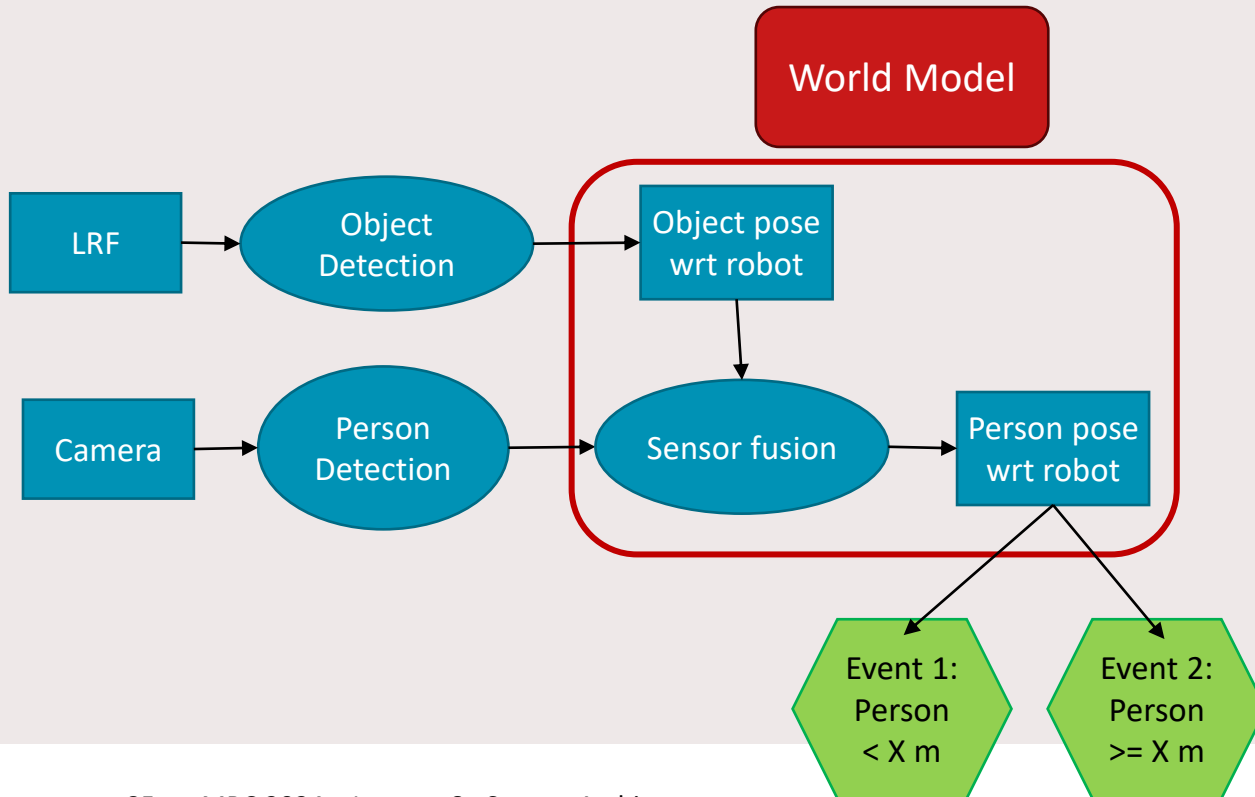 World Model
LRF
Object
Detection
Object pose
wrt robot
Camera
Person
Detection
Sensor fusion
Person pose
wrt robot
Event 1:
Person
< X m
Event 2:
Person
>= X m